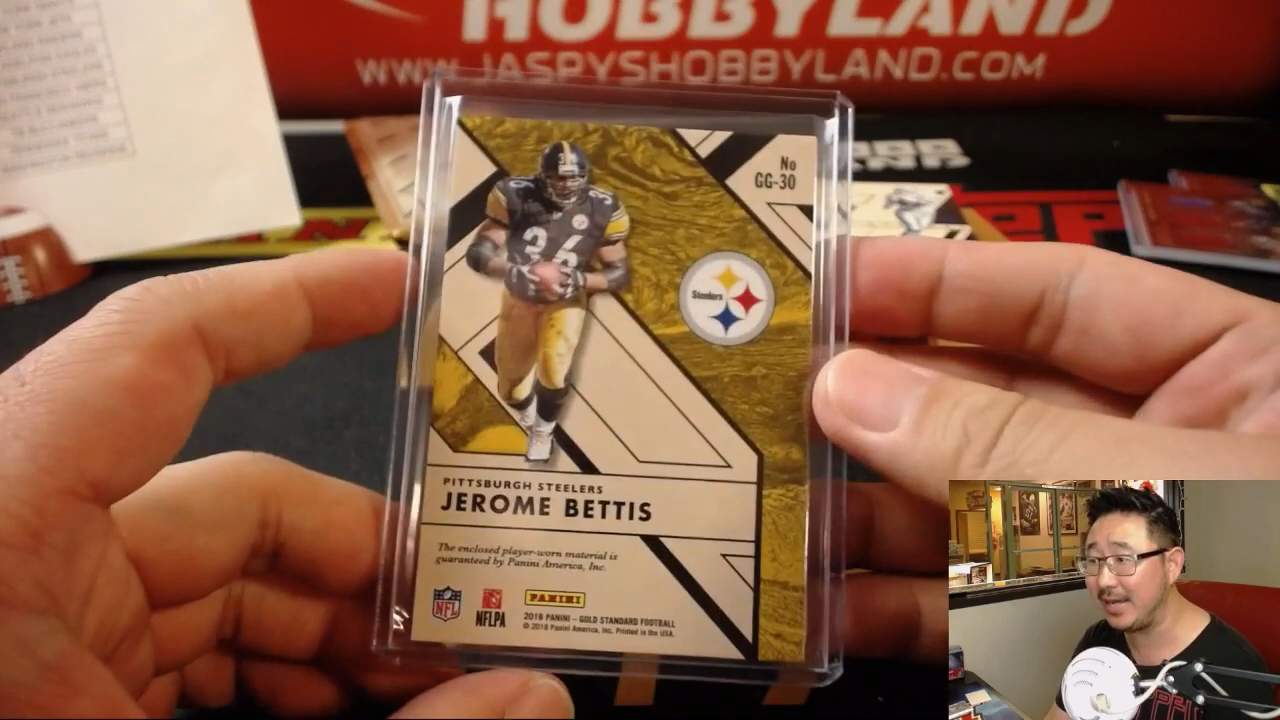 HOBBYLAND
WWW.JASPYSHOBBYLAND.COM
No
GG-30
36
36
Steelers
PITTSBURGH STEELERS
JEROME BETTIS
The enclosed player-worn material is
guaranteed by Panini America, Inc.
NFL
NFLPA
PANINI
2018 PANINI – GOLD STANDARD FOOTBALL
© 2018 Panini America, Inc. Printed in the USA.